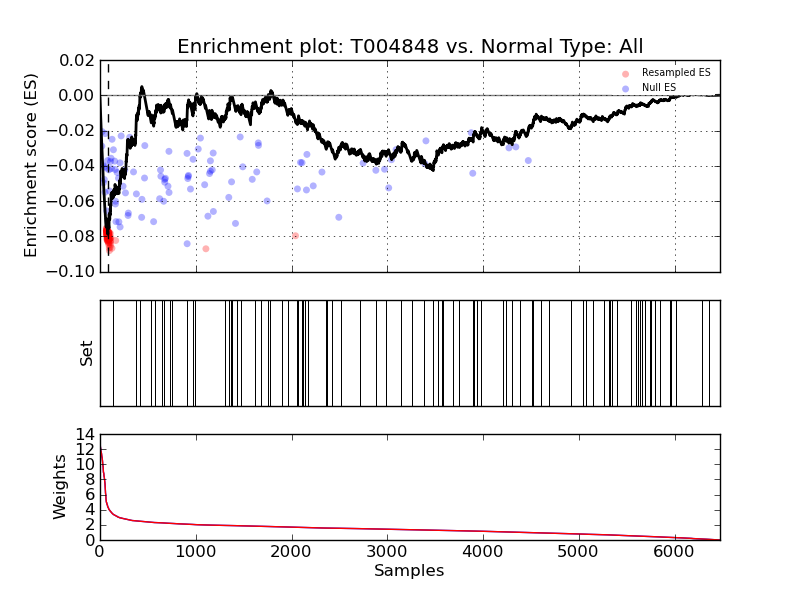 Enrichment plot: T004848 vs. Normal Type: All
Enrichment score (ES)
0.02
0.00
−0.02
−0.04
−0.06
−0.08
−0.10
Resampled ES
Null ES
Set
Weights
14
12
10
8
6
4
2
0
0 1000 2000 3000 4000 5000 6000
Samples